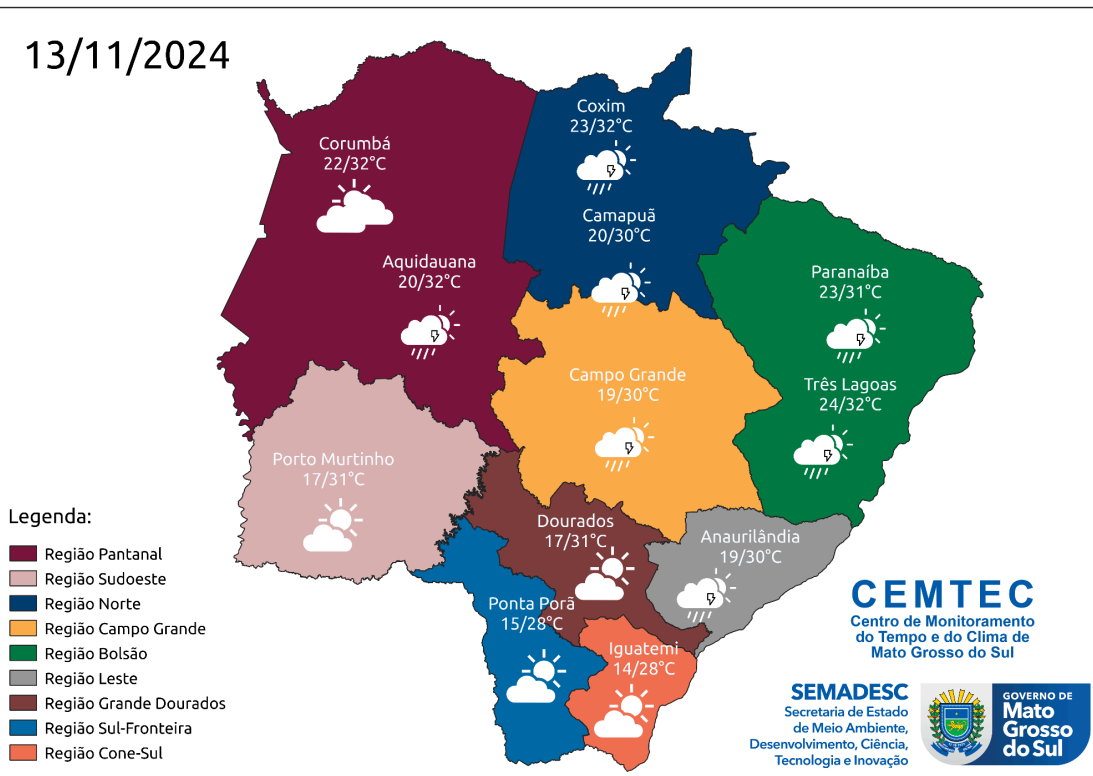 13/11/2024
Corumbá
22/32°C
Aquidauana
20/32°C
Coxim
23/32°C
Camapuã
20/30°C
Paranaíba
23/31°C
Três Lagoas
24/32°C
Campo Grande
19/30°C
Porto Murtinho
17/31°C
Dourados
17/31°C
Anaurilândia
19/30°C
Ponta Porã
15/28°C
Iguatemi
14/28°C
Legenda:
Região Pantanal
Região Sudoeste
Região Norte
Região Campo Grande
Região Bolsão
Região Leste
Região Grande Dourados
Região Sul-Fronteira
Região Cone-Sul
CEMTEC
Centro de Monitoramento
do Tempo e do Clima de
Mato Grosso do Sul
SEMADESC
Secretaria de Estado
de Meio Ambiente,
Desenvolvimento, Ciência,
Tecnologia e Inovação
GOVERNO DE
Mato
Grosso
do Sul